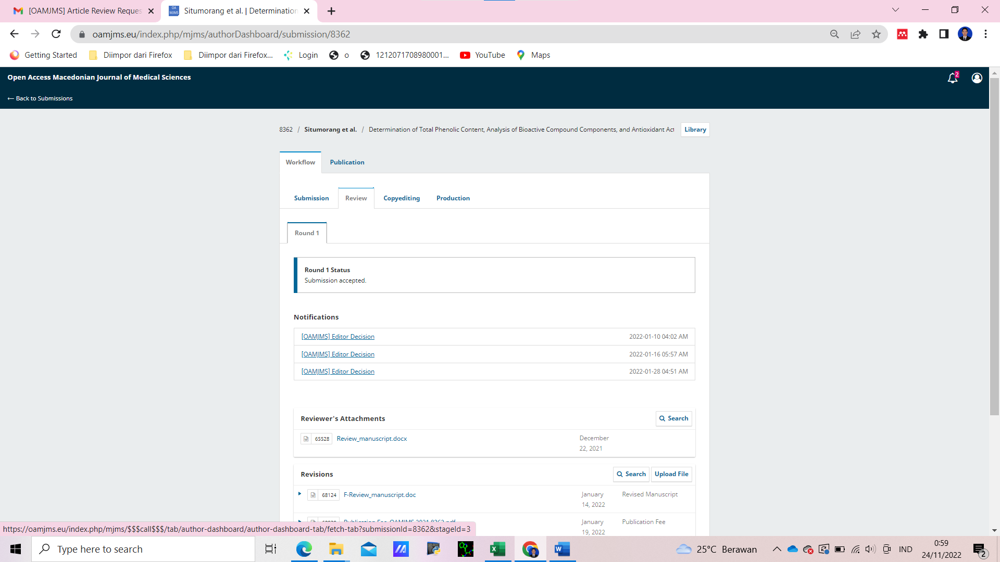 [OAMJMS] Article Review Reques
Situmorang et al. | Determination
oamjms.eu/index.php/mjms/authorDashboard/submission/8362
Getting Started
Diimpor dari Firefox
Diimpor dari Firefox...
Login
o
1212071708980001...
YouTube
Maps
Open Access Macedonian Journal of Medical Sciences
2
← Back to Submissions
8362 / Situmorang et al. / Determination of Total Phenolic Content, Analysis of Bioactive Compound Components, and Antioxidant Act
Library
Workflow
Publication
Submission
Review
Copyediting
Production
Round 1
Round 1 Status
Submission accepted.
Notifications
[OAMJMS] Editor Decision 2022-01-10 04:02 AM
[OAMJMS] Editor Decision 2022-01-16 05:57 AM
[OAMJMS] Editor Decision 2022-01-28 04:51 AM
Reviewer's Attachments
Search
65528 Review_manuscript.docx December 22, 2021
Revisions
Search
Upload File
68124 F-Review_manuscript.doc January 14, 2022 Revised Manuscript
January 19, 2022 Publication Fee
https://oamjms.eu/index.php/mjms/$$$call$$$/tab/author-dashboard/author-dashboard-tab/fetch-tab?submissionId=8362&stageId=3
Type here to search
25°C Berawan
IND
0:59
24/11/2022
2